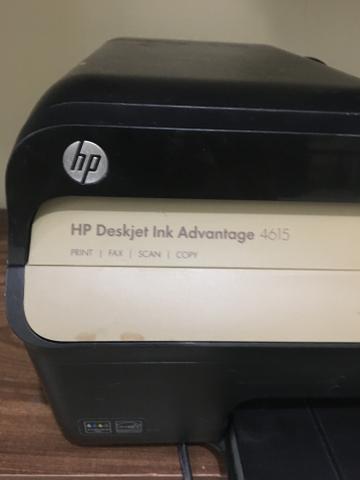 hp
HP Deskjet Ink Advantage 4615
PRINT | FAX | SCAN | COPY